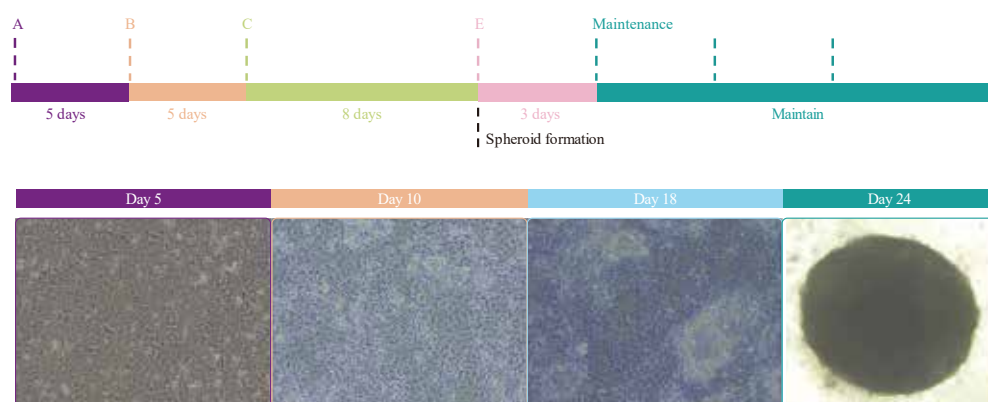 A B C E Maintenance
5 days 5 days 8 days 3 days Maintain
Spheroid formation
Day 5 Day 10 Day 18 Day 24